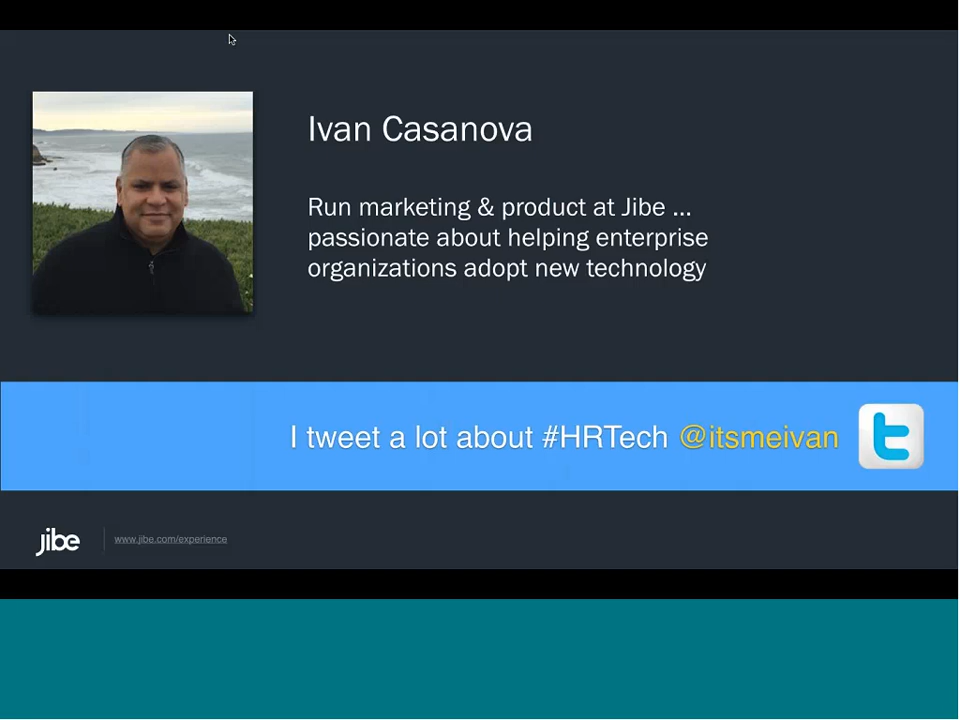 Ivan Casanova
Run marketing & product at Jibe ...
passionate about helping enterprise
organizations adopt new technology
I tweet a lot about #HRTech @itsmeivan
jibe
www.jibe.com/experience